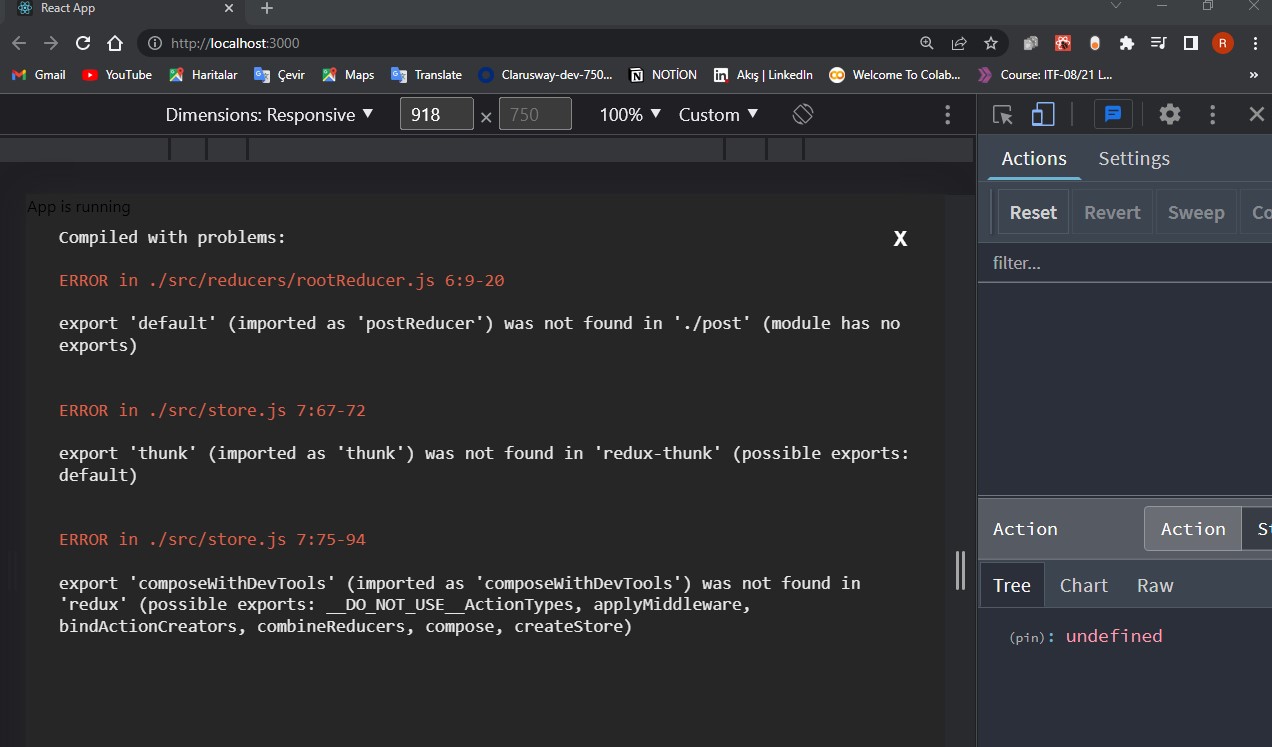 React App
http://localhost:3000
R
Gmail YouTube Haritalar Çevir Maps Translate Clarusway-dev-750... NOTİON Akış | LinkedIn Welcome To Colab... Course: ITF-08/21 L... »
Dimensions: Responsive ▼ 918 × 750 100% ▼ Custom ▼
Actions Settings
Reset Revert Sweep Co
filter...
App is running
Compiled with problems: X
ERROR in ./src/reducers/rootReducer.js 6:9-20
export 'default' (imported as 'postReducer') was not found in './post' (module has no
exports)
ERROR in ./src/store.js 7:67-72
export 'thunk' (imported as 'thunk') was not found in 'redux-thunk' (possible exports:
default)
ERROR in ./src/store.js 7:75-94
export 'composeWithDevTools' (imported as 'composeWithDevTools') was not found in
'redux' (possible exports: __DO_NOT_USE__ActionTypes, applyMiddleware,
bindActionCreators, combineReducers, compose, createStore)
Action Action St
Tree Chart Raw
(pin): undefined